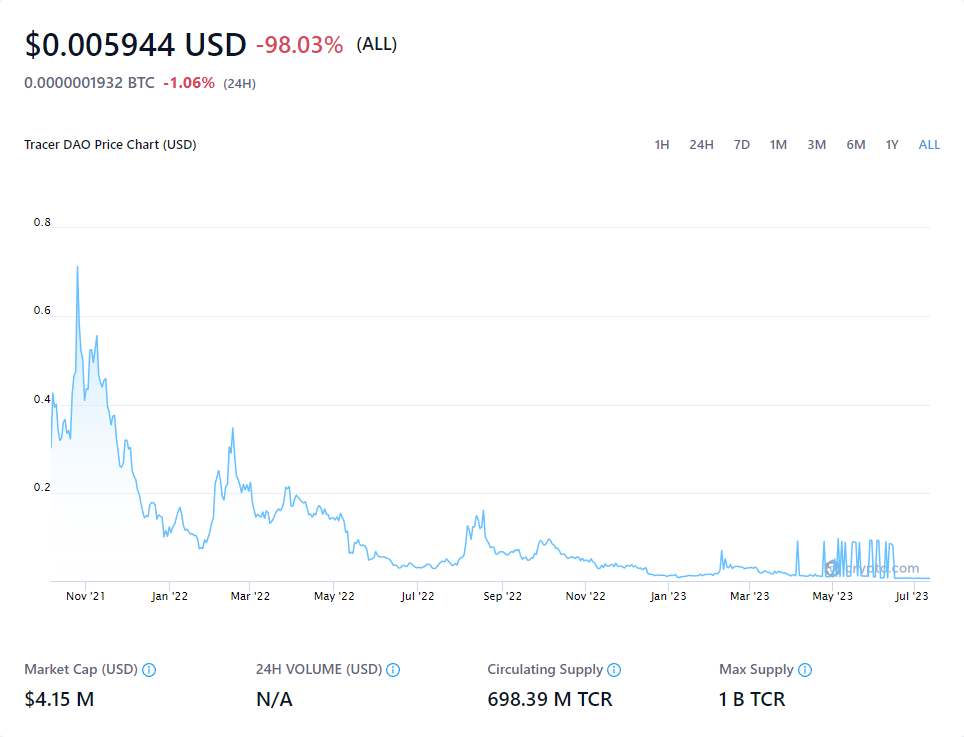 $0.005944 USD -98.03% (ALL)
0.0000001932 BTC -1.06% (24H)
Tracer DAO Price Chart (USD) 1H 24H 7D 1M 3M 6M 1Y ALL
0.8
0.6
0.4
0.2
Nov '21 Jan '22 Mar '22 May '22 Jul '22 Sep '22 Nov '22 Jan '23 Mar '23 May '23 Jul '23
Market Cap (USD) 24H VOLUME (USD) Circulating Supply Max Supply
$4.15 M N/A 698.39 M TCR 1 B TCR